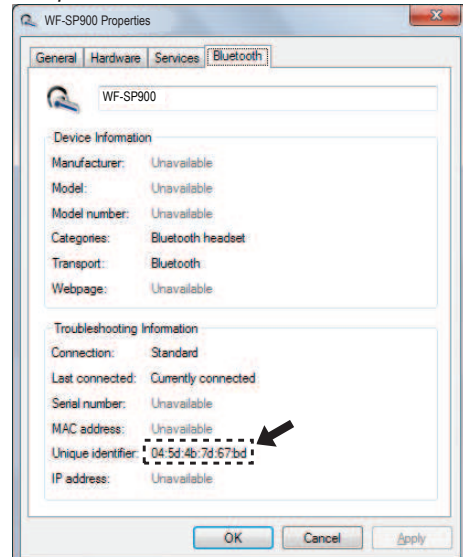 WF-SP900 Properties
x
General Hardware Services Bluetooth
WF-SP900
Device Information
Manufacturer: Unavailable
Model: Unavailable
Model number: Unavailable
Categories: Bluetooth headset
Transport: Bluetooth
Webpage: Unavailable
Troubleshooting Information
Connection: Standard
Last connected: Currently connected
Serial number: Unavailable
MAC address: Unavailable
Unique identifier: 04:5d:4b:7d:67:bd
IP address: Unavailable
OK Cancel Apply